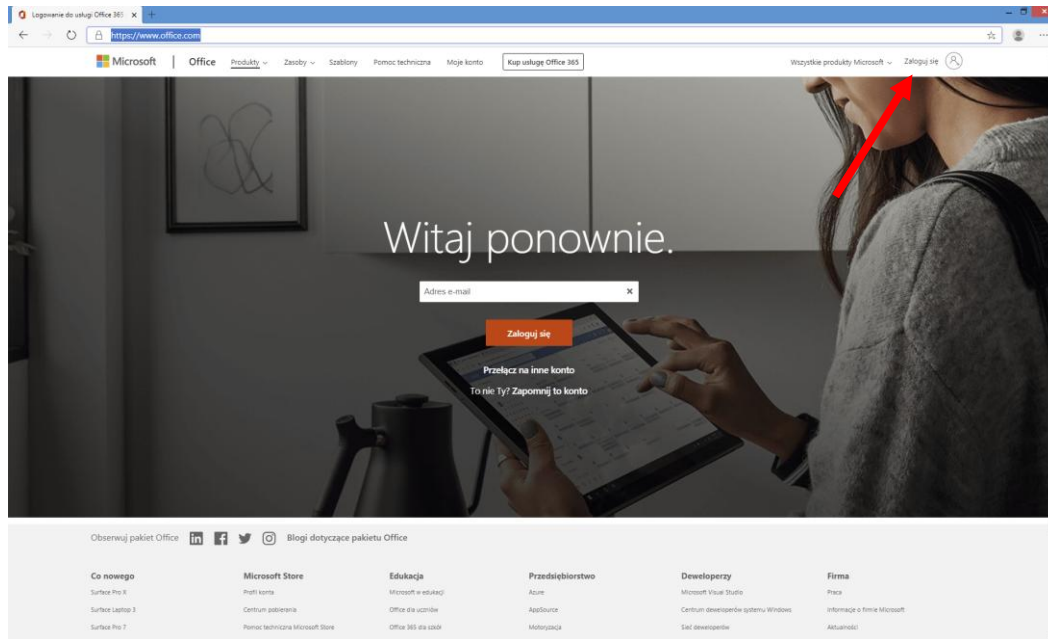 Logowanie do usługi Office 365
https://www.office.com
Microsoft | Office Produkty Zasoby Szablony Pomoc techniczna Moje konto Kup usługę Office 365 Wszystkie produkty Microsoft Zaloguj się
Witaj ponownie.
Adres e-mail
Zaloguj się
Przełącz na inne konto
To nie Ty? Zapomnij to konto
Obserwuj pakiet Office Blogi dotyczące pakietu Office
Co nowego Microsoft Store Edukacja Przedsiębiorstwo Deweloperzy Firma
Surface Pro X Profil konta Microsoft w edukacji Azure Microsoft Visual Studio Praca
Surface Laptop 3 Centrum pobierania Office dla uczniów AppSource Centrum deweloperów systemu Windows Informacje o firmie Microsoft
Surface Pro 7 Pomoc techniczna Microsoft Store Office 365 dla szkół Motoryzacja Sieć deweloperów Aktualności